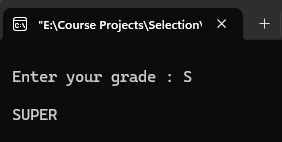 "E:\Course Projects\Selection\
Enter your grade : S
SUPER